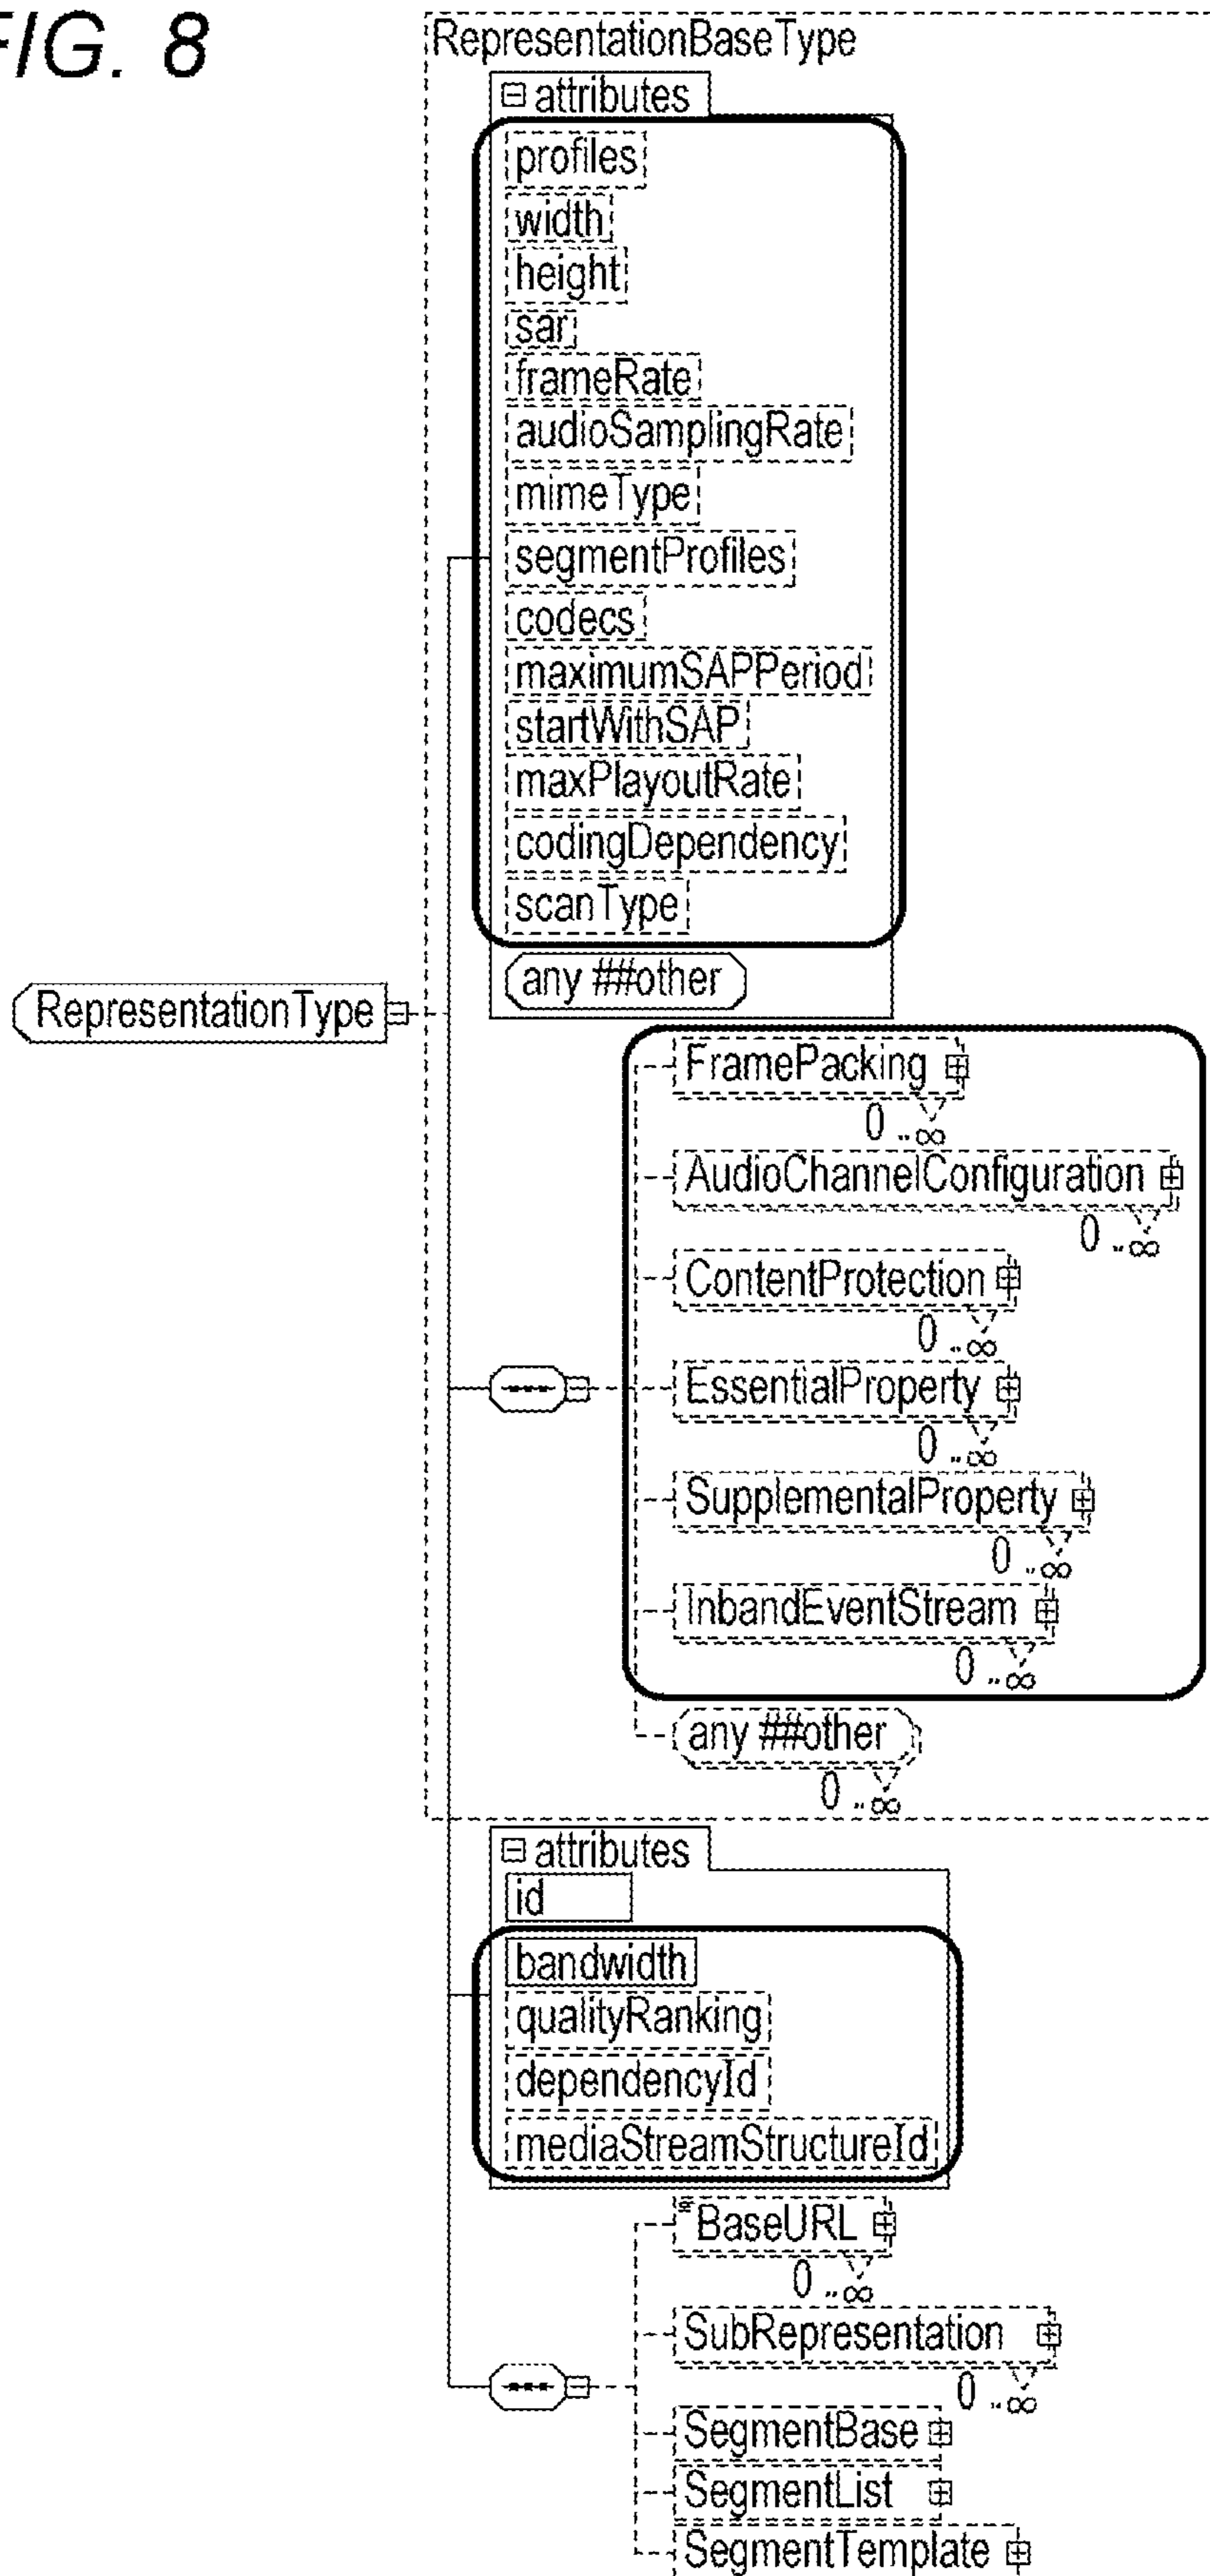 FIG. 8
RepresentationBaseType
attributes
profiles
width
height
sar
frameRate
audioSamplingRate
mimeType
segmentProfiles
codecs
maximumSAPPeriod
startWithSAP
maxPlayoutRate
codingDependency
scanType
any ##other
RepresentationType
FramePacking
0..∞
AudioChannelConfiguration
0..∞
ContentProtection
0..∞
EssentialProperty
0..∞
SupplementalProperty
0..∞
InbandEventStream
0..∞
any ##other
0..∞
attributes
id
bandwidth
qualityRanking
dependencyId
mediaStreamStructureId
BaseURL
0..∞
SubRepresentation
0..∞
SegmentBase
SegmentList
SegmentTemplate